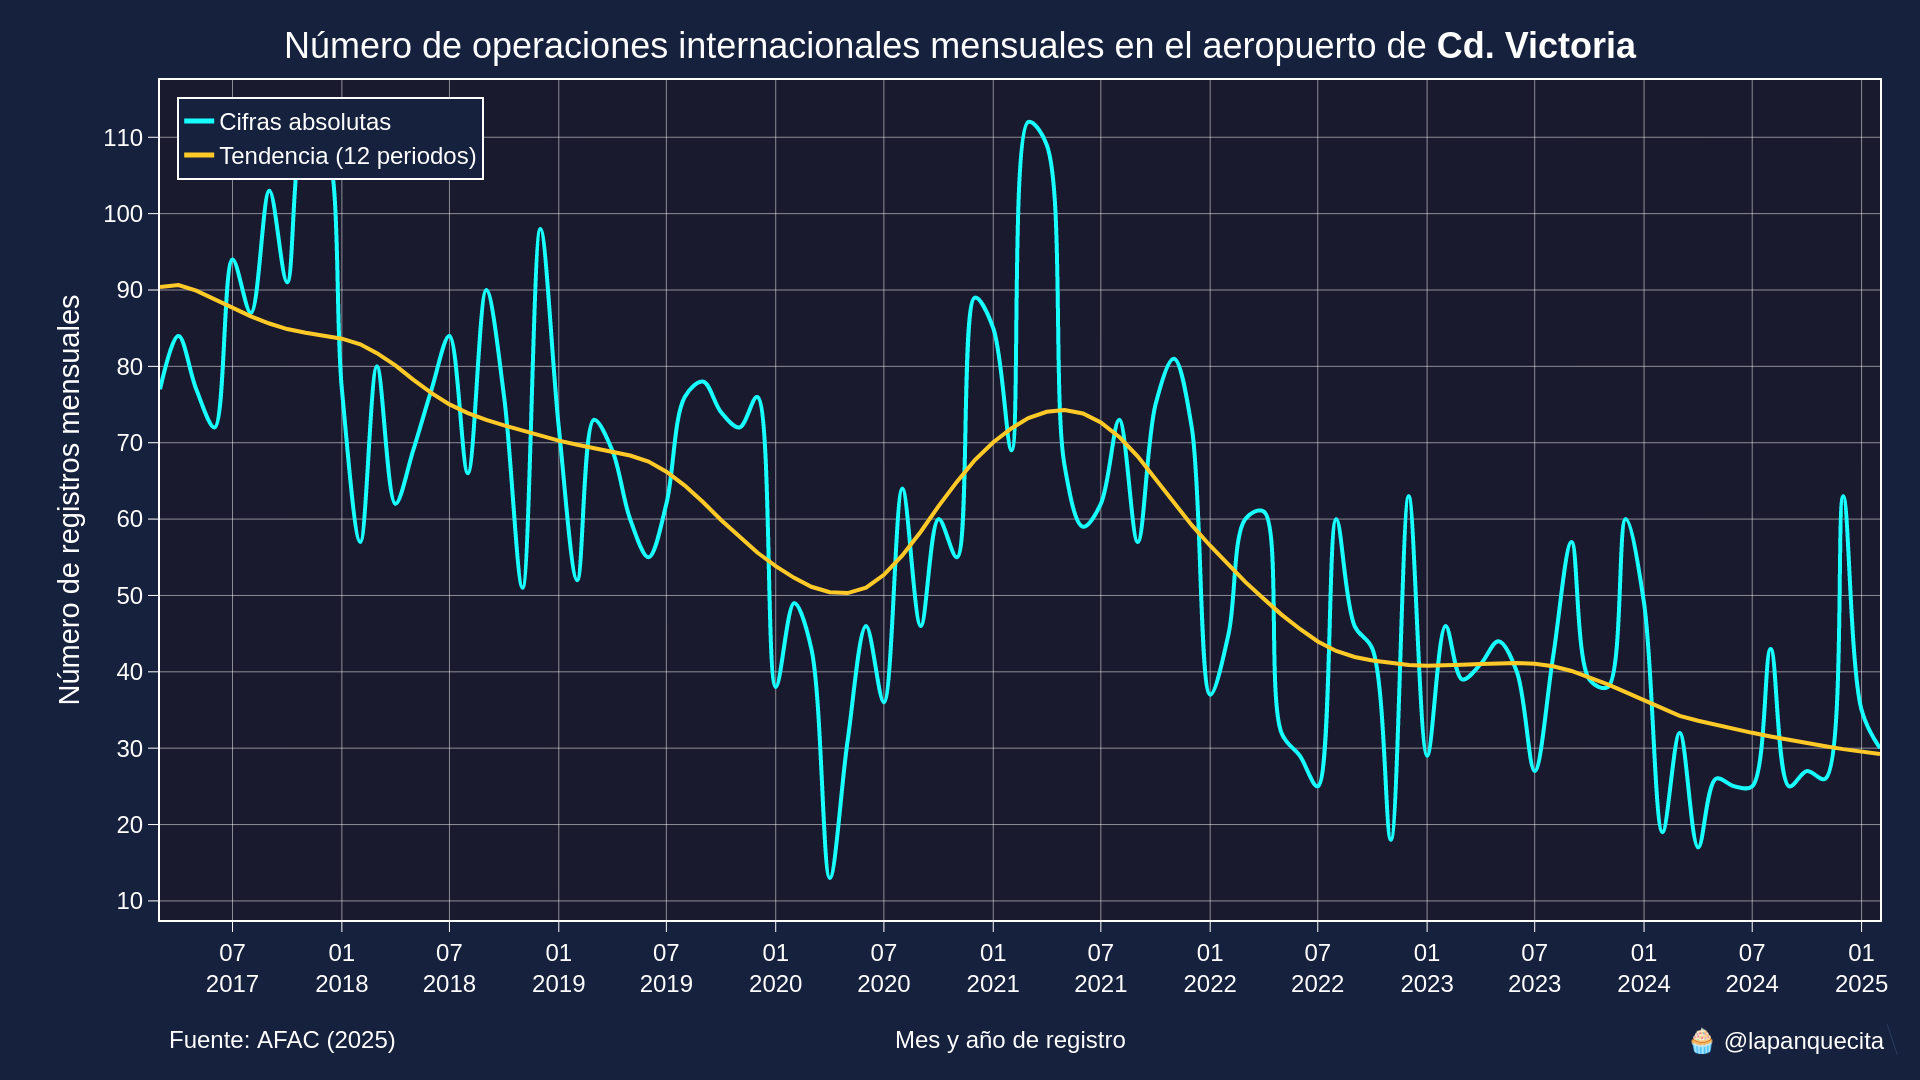 Número de operaciones internacionales mensuales en el aeropuerto de Cd. Victoria
Cifras absolutas
Tendencia (12 periodos)
Número de registros mensuales
110
100
90
80
70
60
50
40
30
20
10
07 01 07 01 07 01 07 01 07 01 07 01 07 01 07 01
2017 2018 2018 2019 2019 2020 2020 2021 2021 2022 2022 2023 2023 2024 2024 2025
Fuente: AFAC (2025)
Mes y año de registro
🧁 @lapanquecita